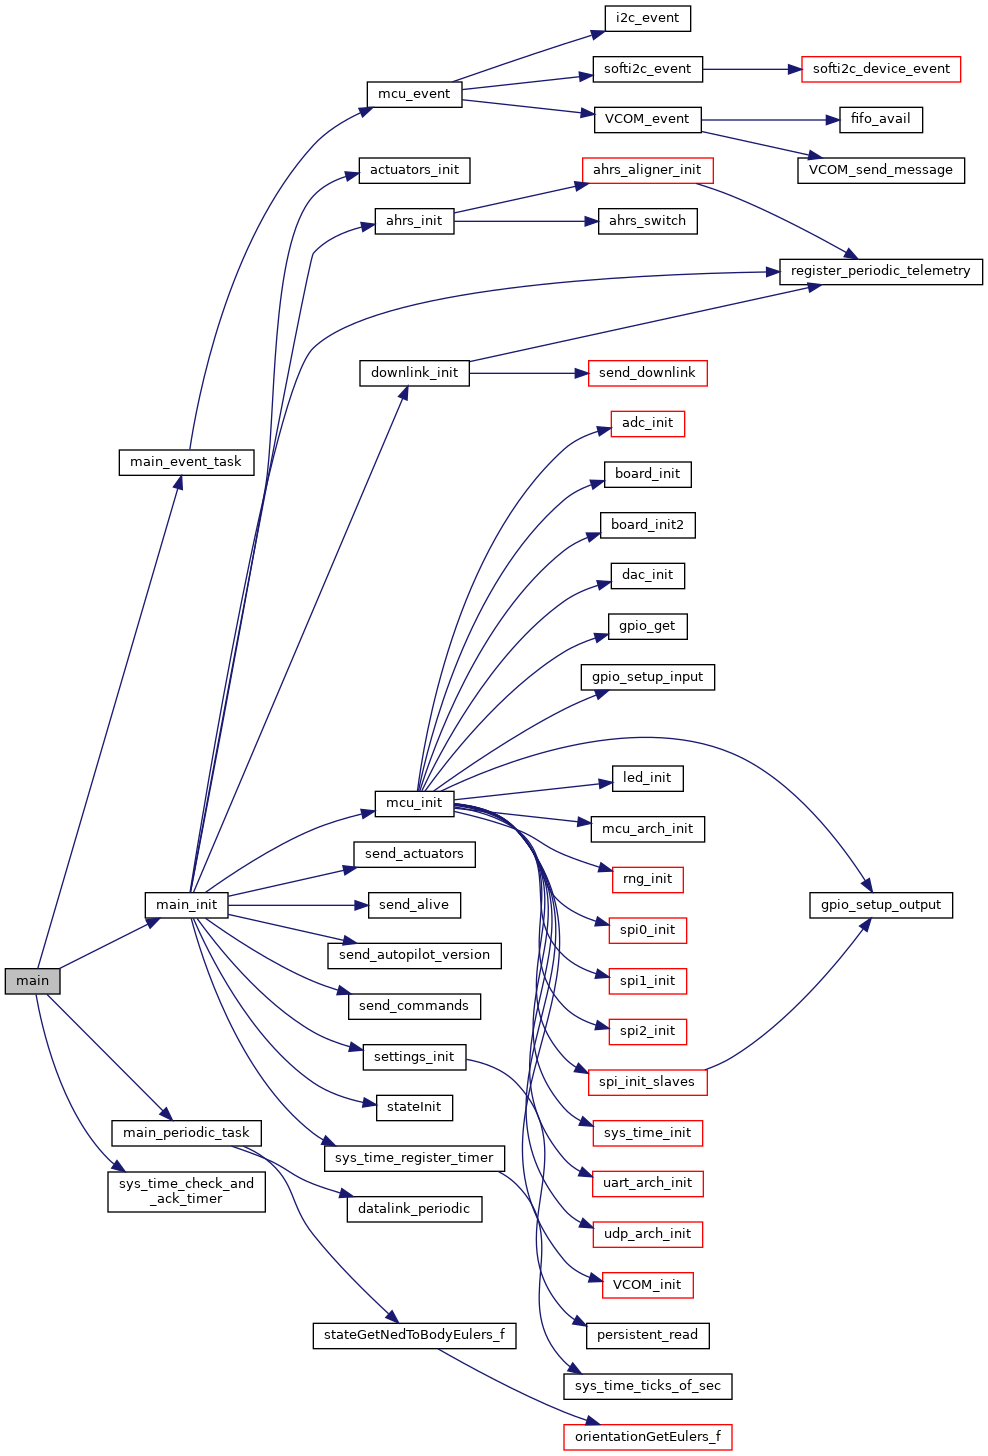 i2c_event
softi2c_event
softi2c_device_event
mcu_event
VCOM_event
fifo_avail
actuators_init
ahrs_aligner_init
VCOM_send_message
ahrs_init
ahrs_switch
register_periodic_telemetry
downlink_init
send_downlink
adc_init
main_event_task
board_init
board_init2
dac_init
gpio_get
gpio_setup_input
led_init
mcu_init
mcu_arch_init
send_actuators
rng_init
main_init
send_alive
gpio_setup_output
spi0_init
send_autopilot_version
main
spi1_init
send_commands
spi2_init
settings_init
spi_init_slaves
stateInit
main_periodic_task
sys_time_init
sys_time_register_timer
sys_time_check_and
_ack_timer
uart_arch_init
datalink_periodic
udp_arch_init
VCOM_init
stateGetNedToBodyEulers_f
persistent_read
sys_time_ticks_of_sec
orientationGetEulers_f